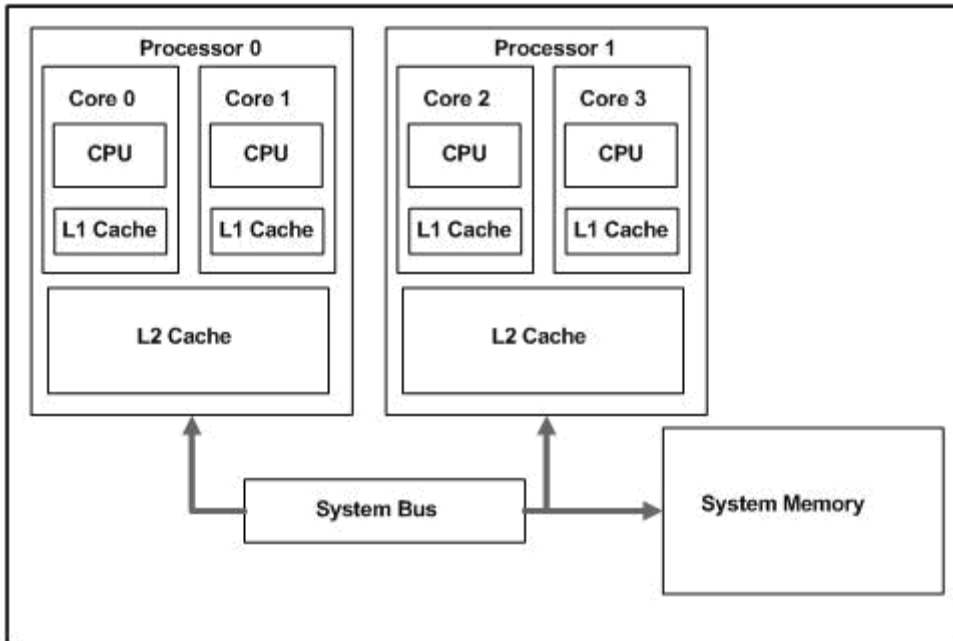 Processor 0
Core 0
CPU
L1 Cache
Core 1
CPU
L1 Cache
L2 Cache
Processor 1
Core 2
CPU
L1 Cache
Core 3
CPU
L1 Cache
L2 Cache
System Bus
System Memory